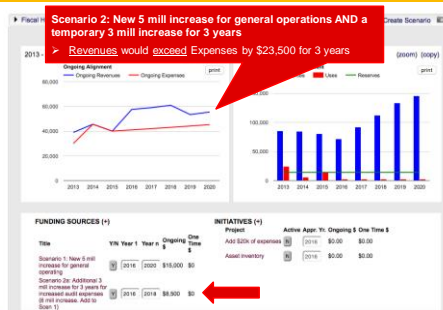 Scenario 2: New 5 mill increase for general operations AND a
temporary 3 mill increase for 3 years
➢ Revenues would exceed Expenses by $23,500 for 3 years
Fiscal H
Create Scenario
2013 -
(zoom) (copy)
Ongoing Alignment
Ongoing Revenues
Ongoing Expenses
print
Uses
Reserves
print
80,000
60,000
40,000
20,000
0
2013 2014 2015 2016 2017 2018 2019 2020
100,000
50,000
0
2013 2014 2015 2016 2017 2018 2019 2020
FUNDING SOURCES (+)
Title Y/N Year 1 Year n Ongoing $ One Time $
Scenario 1: New 5 mill
increase for general
operating
Y 2016 2020 $15,000 $0
Scenario 2a: Additional 3
mill increase for 3 years for
increased audit expenses
(8 mill increase. Add to
Scen 1)
Y 2016 2018 $8,500 $0
INITIATIVES (+)
Project Active Appr. Yr. Ongoing $ One Time $
Add $20k of expenses N 2016 $0.00 $0.00
Asset inventory N 2016 $0.00 $0.00